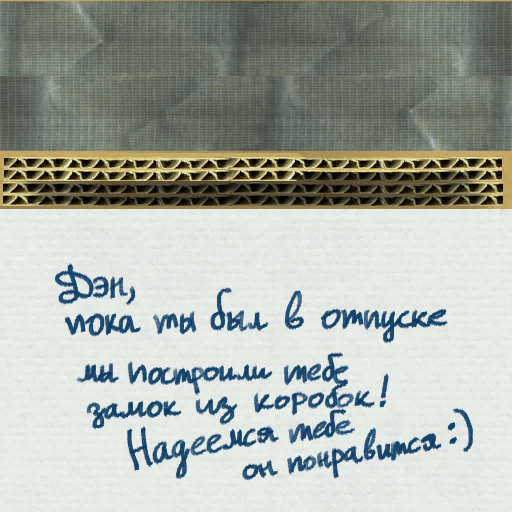 Дэн,
пока ты был в отпуске
мы построили тебе
замок из коробок!
Надеемся тебе
он понравится :)